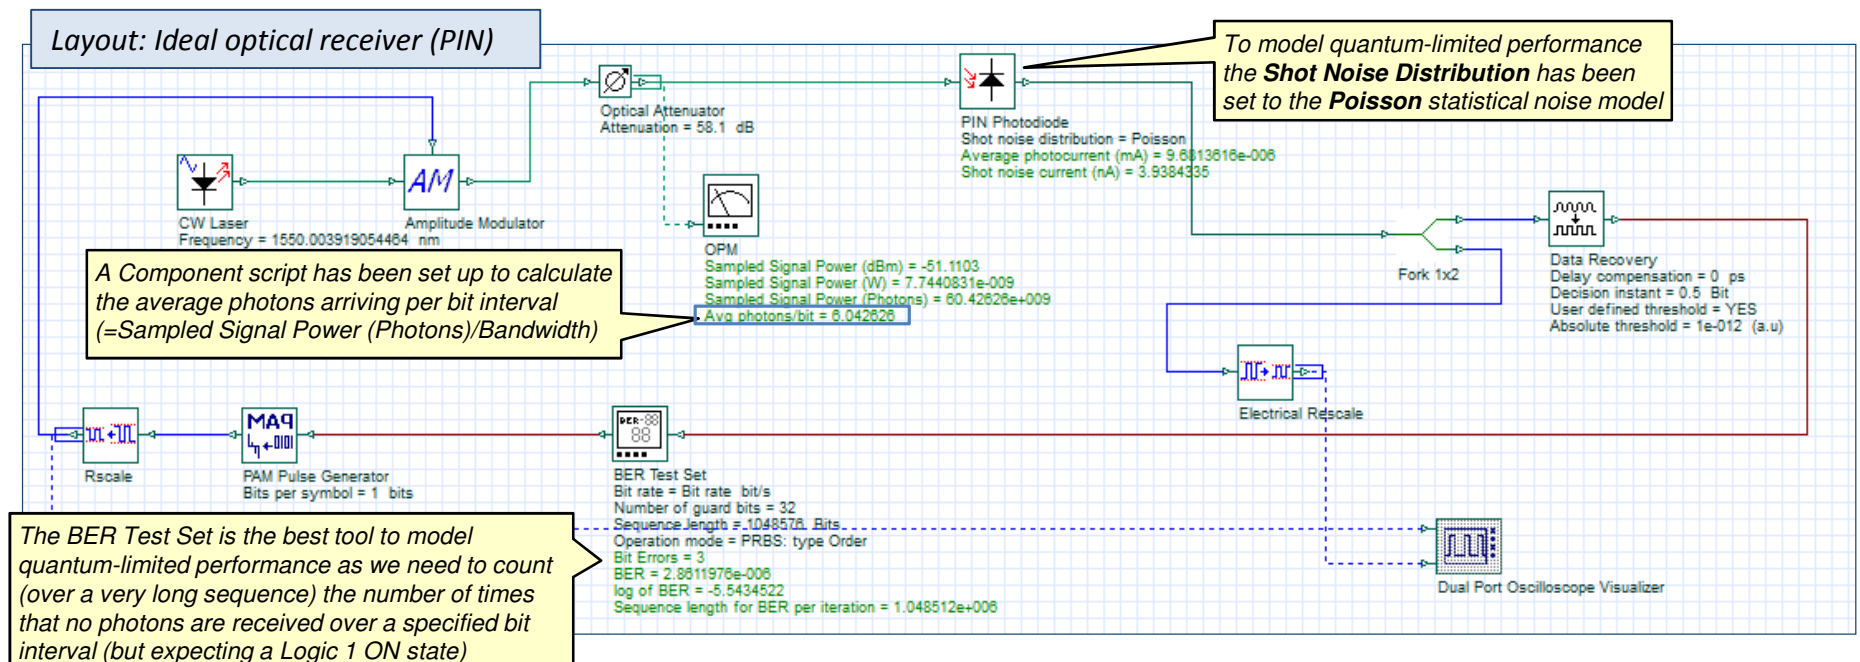 Layout: Ideal optical receiver (PIN)
To model quantum-limited performance
the Shot Noise Distribution has been
set to the Poisson statistical noise model
Optical Attenuator
Attenuation = 58.1 dB
PIN Photodiode
Shot noise distribution = Poisson
Average photocurrent (mA) = 9.6813616e-006
Shot noise current (nA) = 3.9384335
AM
CW Laser
Frequency = 1550.003919054464 nm
Amplitude Modulator
OPM
Sampled Signal Power (dBm) = -51.1103
Sampled Signal Power (W) = 7.7440831e-009
Sampled Signal Power (Photons) = 60.42626e+009
Avg photons/bit = 6.042626
A Component script has been set up to calculate
the average photons arriving per bit interval
(=Sampled Signal Power (Photons)/Bandwidth)
Fork 1x2
Data Recovery
Delay compensation = 0 ps
Decision instant = 0.5 Bit
User defined threshold = YES
Absolute threshold = 1e-012 (a.u)
Electrical Rescale
Rscale
PAM Pulse Generator
Bits per symbol = 1 bits
BER Test Set
Bit rate = Bit rate bit/s
Number of guard bits = 32
Sequence length = 1048576 Bits
Operation mode = PRBS: type Order
Bit Errors = 3
BER = 2.8611976e-006
log of BER = -5.5434522
Sequence length for BER per iteration = 1.048512e+006
Dual Port Oscilloscope Visualizer
The BER Test Set is the best tool to model
quantum-limited performance as we need to count
(over a very long sequence) the number of times
that no photons are received over a specified bit
interval (but expecting a Logic 1 ON state)